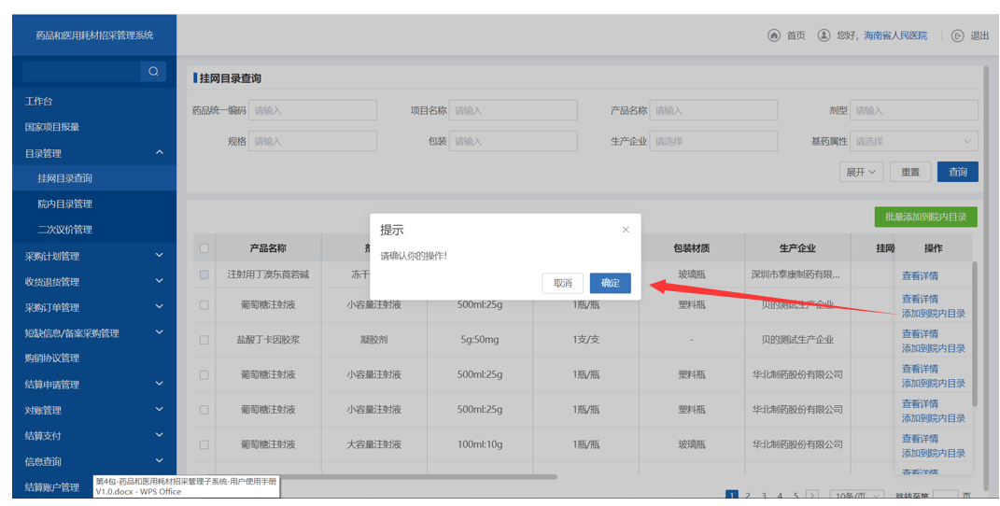 药品和医用耗材招采管理系统
首页 您好, 海南省人民医院 退出
工作台
国家项目报量
目录管理
挂网目录查询
院内目录管理
二次议价管理
采购计划管理
收货退货管理
采购订单管理
短缺信息/备案采购管理
购销协议管理
结算申请管理
对账管理
结算支付
信息查询
结算账户管理
挂网目录查询
药品统一编码 请输入 项目名称 请输入 产品名称 请输入 剂型 请输入
规格 请输入 包装 请输入 生产企业 请选择 基药属性 请选择
展开 重置 查询
批量添加到院内目录
提示
请确认你的操作!
取消 确定
产品名称 包装材质 生产企业 挂网 操作
注射用丁溴东莨菪碱 冻干 玻璃瓶 深圳市泰康制药有限... 查看详情
葡萄糖注射液 小容量注射液 500ml:25g 1瓶/瓶 塑料瓶 贝的测试生产企业 查看详情
添加到院内目录
盐酸丁卡因胶浆 凝胶剂 5g:50mg 1支/支 - 贝的测试生产企业 查看详情
添加到院内目录
葡萄糖注射液 小容量注射液 500ml:25g 1瓶/瓶 塑料瓶 华北制药股份有限公司 查看详情
添加到院内目录
葡萄糖注射液 小容量注射液 500ml:25g 1瓶/瓶 塑料瓶 华北制药股份有限公司 查看详情
添加到院内目录
葡萄糖注射液 大容量注射液 100ml:10g 1瓶/瓶 玻璃瓶 华北制药股份有限公司 查看详情
添加到院内目录
查看详情
1 2 3 4 5 10条/页 跳转至第 页
第4包-药品和医用耗材招采管理子系统-用户使用手册
V1.0.docx - WPS Office